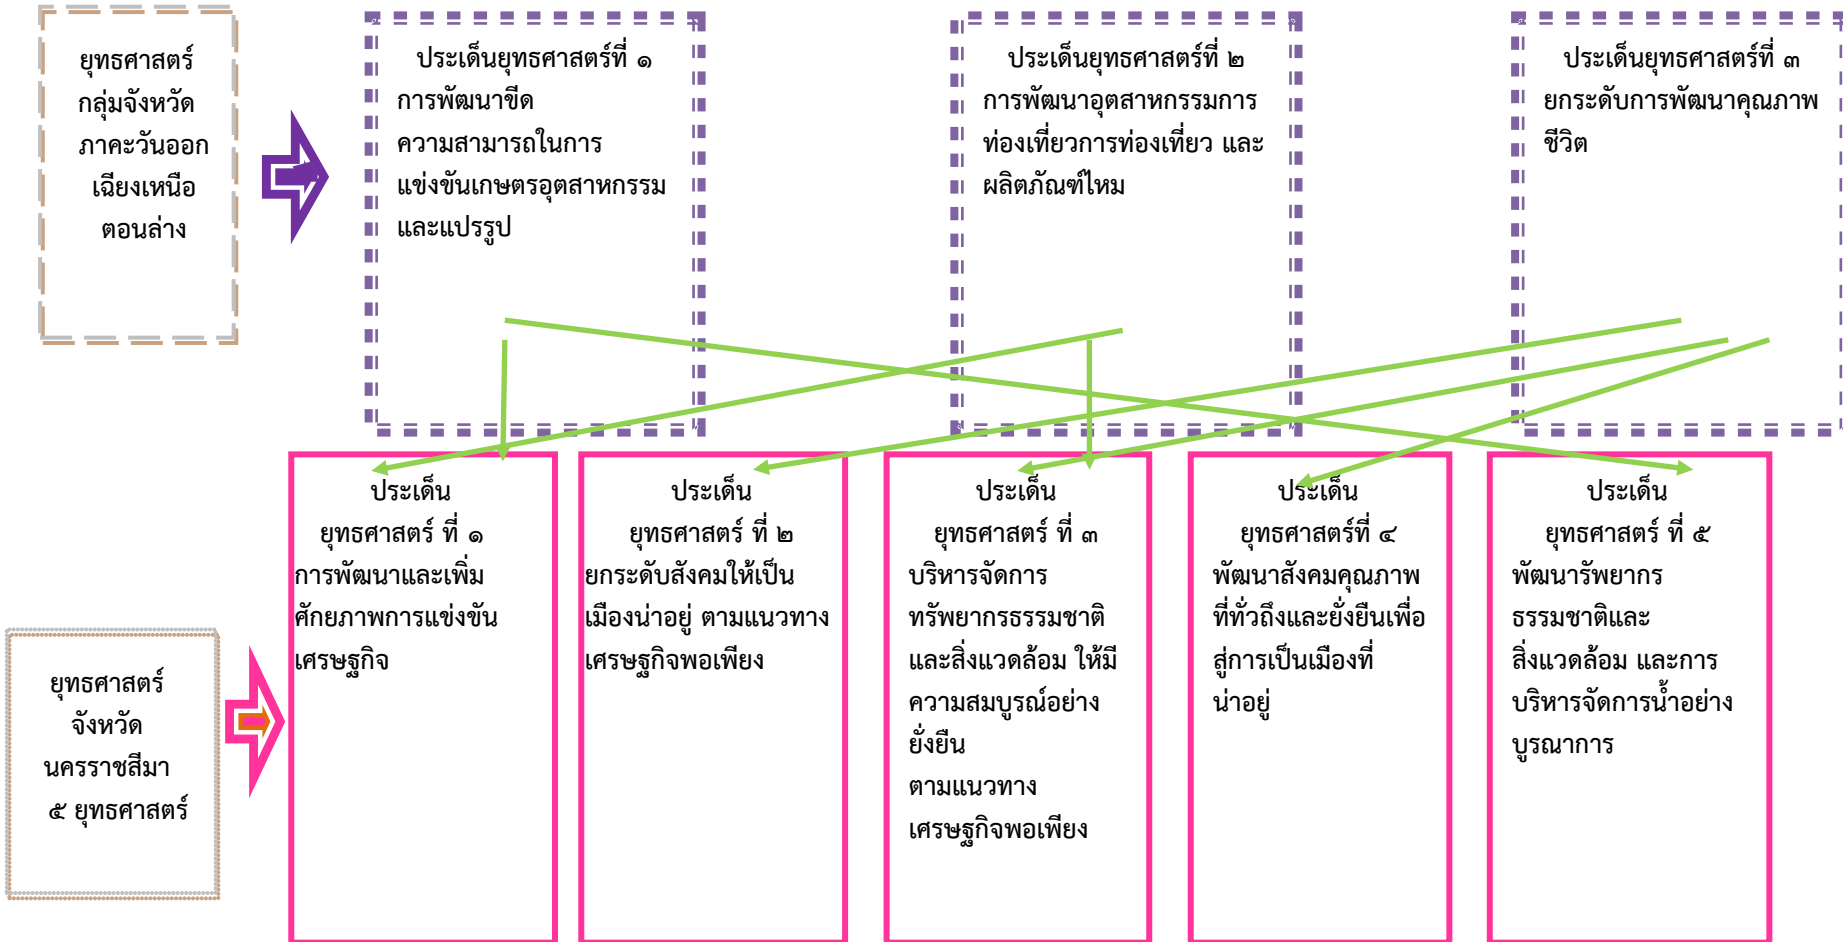 ยุทธศาสตร์
กลุ่มจังหวัด
ภาคะวันออก
เฉียงเหนือ
ตอนล่าง
ประเด็นยุทธศาสตร์ที่ ๑
การพัฒนาขีด
ความสามารถในการ
แข่งขันเกษตรอุตสาหกรรม
และแปรรูป
ประเด็นยุทธศาสตร์ที่ ๒
การพัฒนาอุตสาหกรรมการ
ท่องเที่ยวการท่องเที่ยว และ
ผลิตภัณฑ์ไหม
ประเด็นยุทธศาสตร์ที่ ๓
ยกระดับการพัฒนาคุณภาพ
ชีวิต
ยุทธศาสตร์
จังหวัด
นครราชสีมา
๕ ยุทธศาสตร์
ประเด็น
ยุทธศาสตร์ ที่ ๑
การพัฒนาและเพิ่ม
ศักยภาพการแข่งขัน
เศรษฐกิจ
ประเด็น
ยุทธศาสตร์ ที่ ๒
ยกระดับสังคมให้เป็น
เมืองน่าอยู่ ตามแนวทาง
เศรษฐกิจพอเพียง
ประเด็น
ยุทธศาสตร์ ที่ ๓
บริหารจัดการ
ทรัพยากรธรรมชาติ
และสิ่งแวดล้อม ให้มี
ความสมบูรณ์อย่าง
ยั่งยืน
ตามแนวทาง
เศรษฐกิจพอเพียง
ประเด็น
ยุทธศาสตร์ที่ ๔
พัฒนาสังคมคุณภาพ
ที่ทั่วถึงและยั่งยืนเพื่อ
สู่การเป็นเมืองที่
น่าอยู่
ประเด็น
ยุทธศาสตร์ ที่ ๕
พัฒนารัพยากร
ธรรมชาติและ
สิ่งแวดล้อม และการ
บริหารจัดการน้ำอย่าง
บูรณาการ